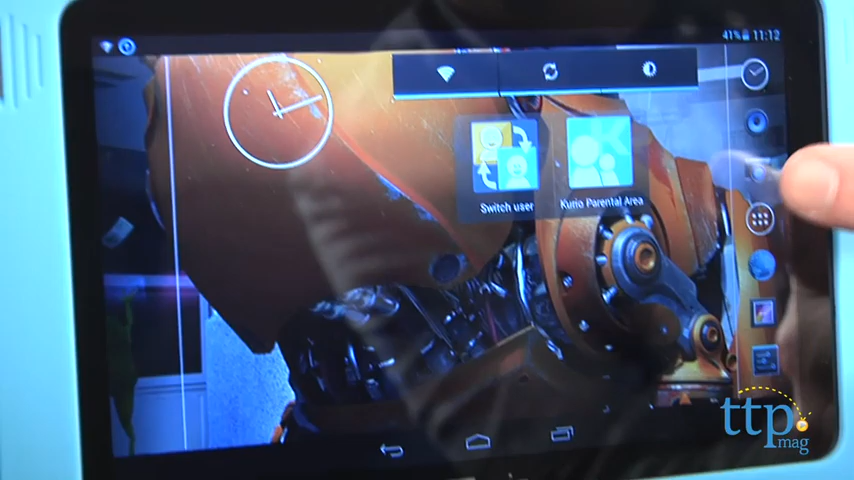 41% 11:12
Switch user
Kurio Parental Area
ttp
mag